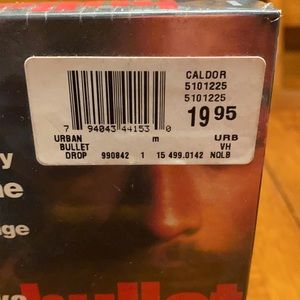 CALDOR
5101225
5101225
19 95
7 94043 44153 0
URBAN m URB
BULLET VH
DROP 990842 1 15 499.0142 NOLB
bullet